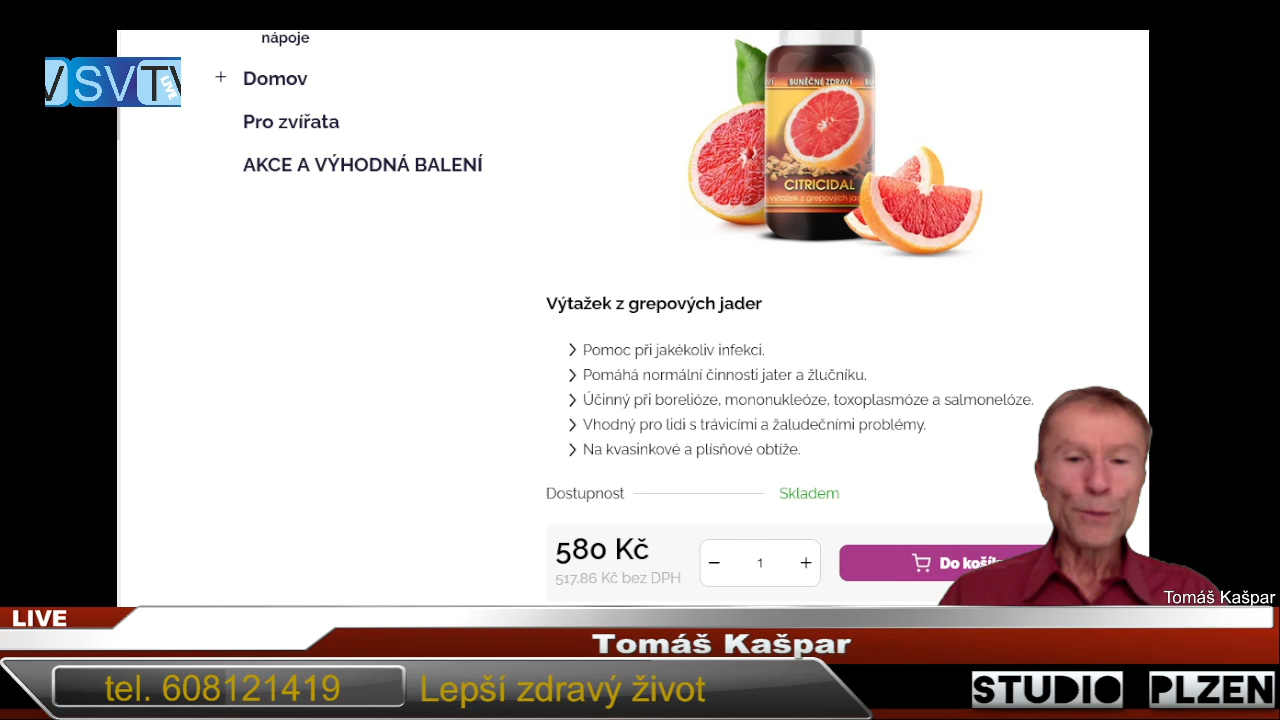 nápoje
+ Domov
Pro zvířata
AKCE A VÝHODNÁ BALENÍ
SVTV
LIVE
BUNĚČNÉ ZDRAVÍ
CITRICIDAL
výtažek z grepových
Výtažek z grepových jader
Pomoc při jakékoliv infekci.
Pomáhá normální činnosti jater a žlučníku.
Účinný při borelióze, mononukleóze, toxoplasmóze a salmonelóze.
Vhodný pro lidi s trávicími a žaludečními problémy.
Na kvasinkové a plísňové obtíže.
Dostupnost Skladem
580 Kč
517,86 Kč bez DPH
− 1 +
Do
Tomáš Kašpar
LIVE
Tomáš Kašpar
tel. 608121419
Lepší zdravý život
STUDIO PLZEN